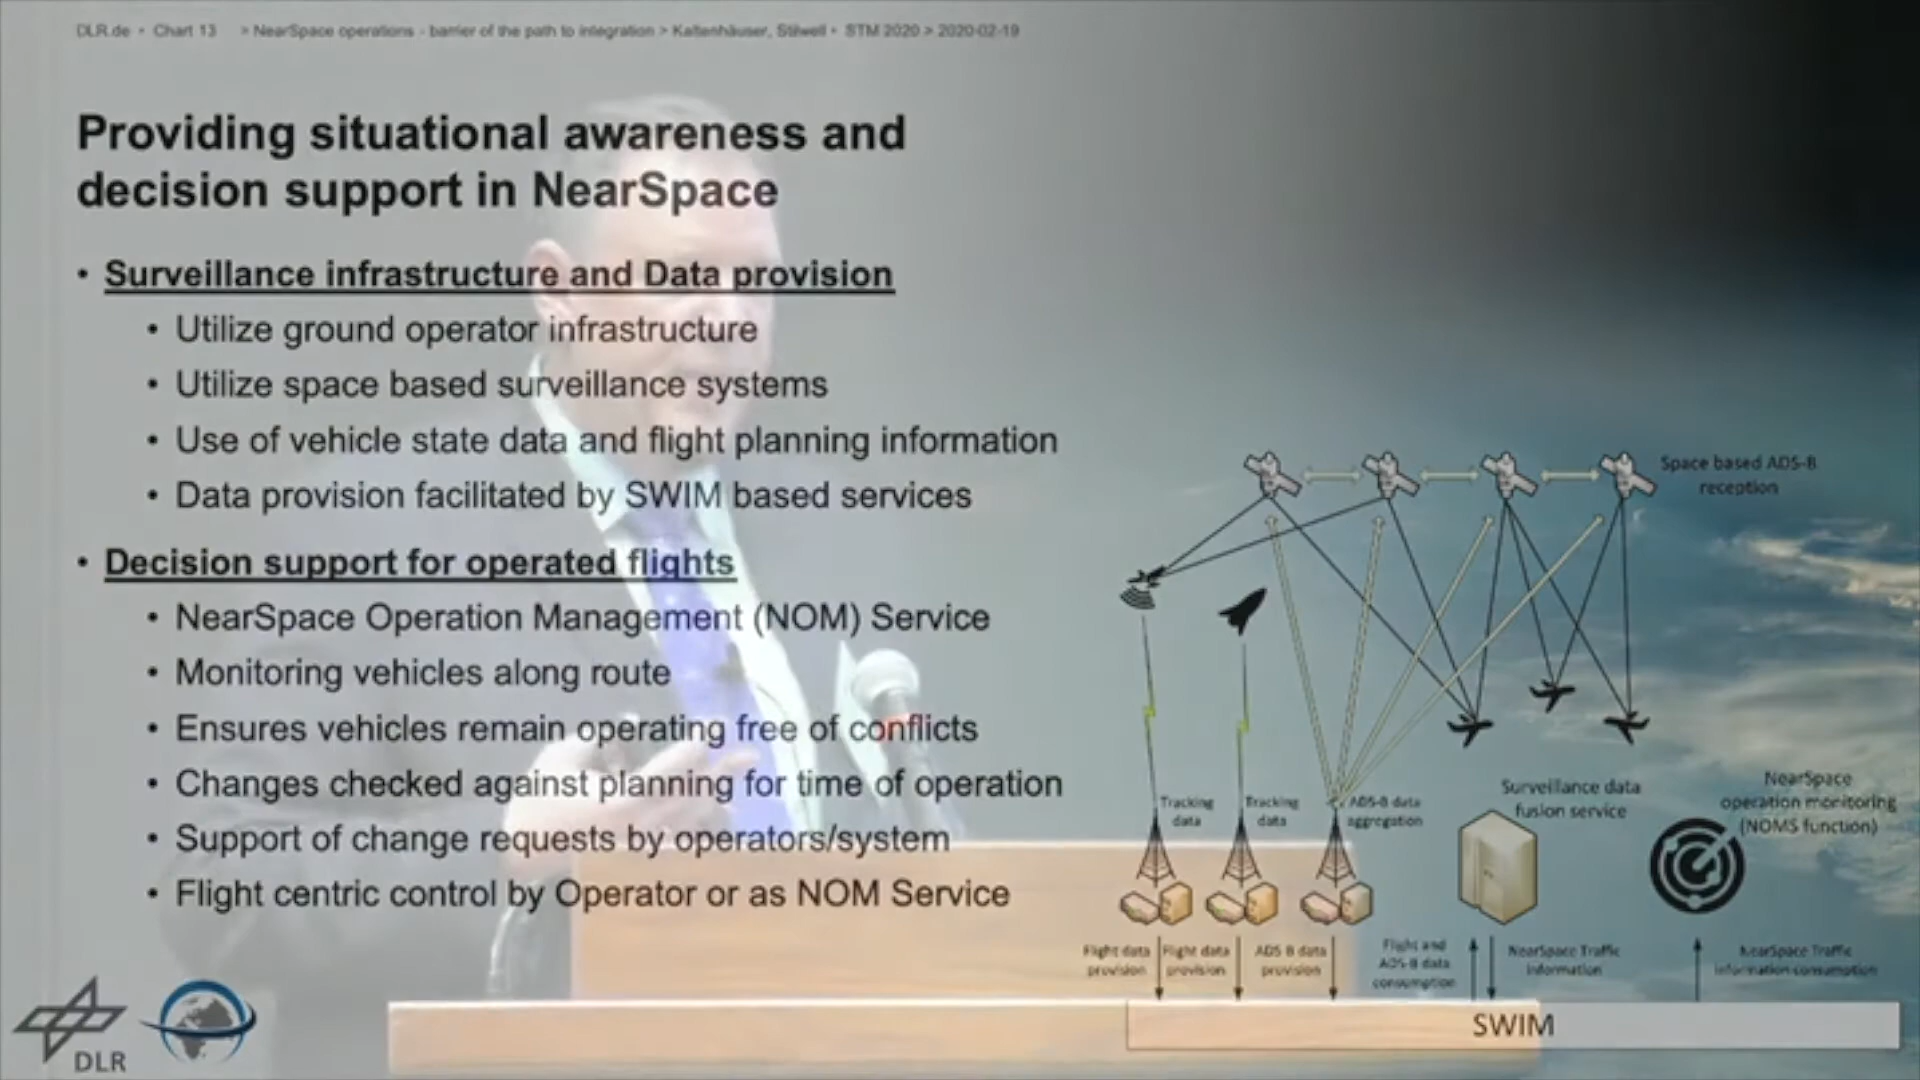 DLR.de • Chart 13 > NearSpace operations - barrier of the path to integration > Kaltenhäuser, Stilwell • STM 2020 > 2020-02-19
Providing situational awareness and
decision support in NearSpace
• Surveillance infrastructure and Data provision
• Utilize ground operator infrastructure
• Utilize space based surveillance systems
• Use of vehicle state data and flight planning information
• Data provision facilitated by SWIM based services
• Decision support for operated flights
• NearSpace Operation Management (NOM) Service
• Monitoring vehicles along route
• Ensures vehicles remain operating free of conflicts
• Changes checked against planning for time of operation
• Support of change requests by operators/system
• Flight centric control by Operator or as NOM Service
Space based ADS-B
reception
Tracking
data
Tracking
data
ADS-B data
aggregation
Surveillance data
fusion service
NearSpace
operation monitoring
(NOMS function)
Flight data
provision
Flight data
provision
ADS B data
provision
Flight and
ADS-B data
consumption
NearSpace Traffic
Information
NearSpace Traffic
information consumption
SWIM
DLR